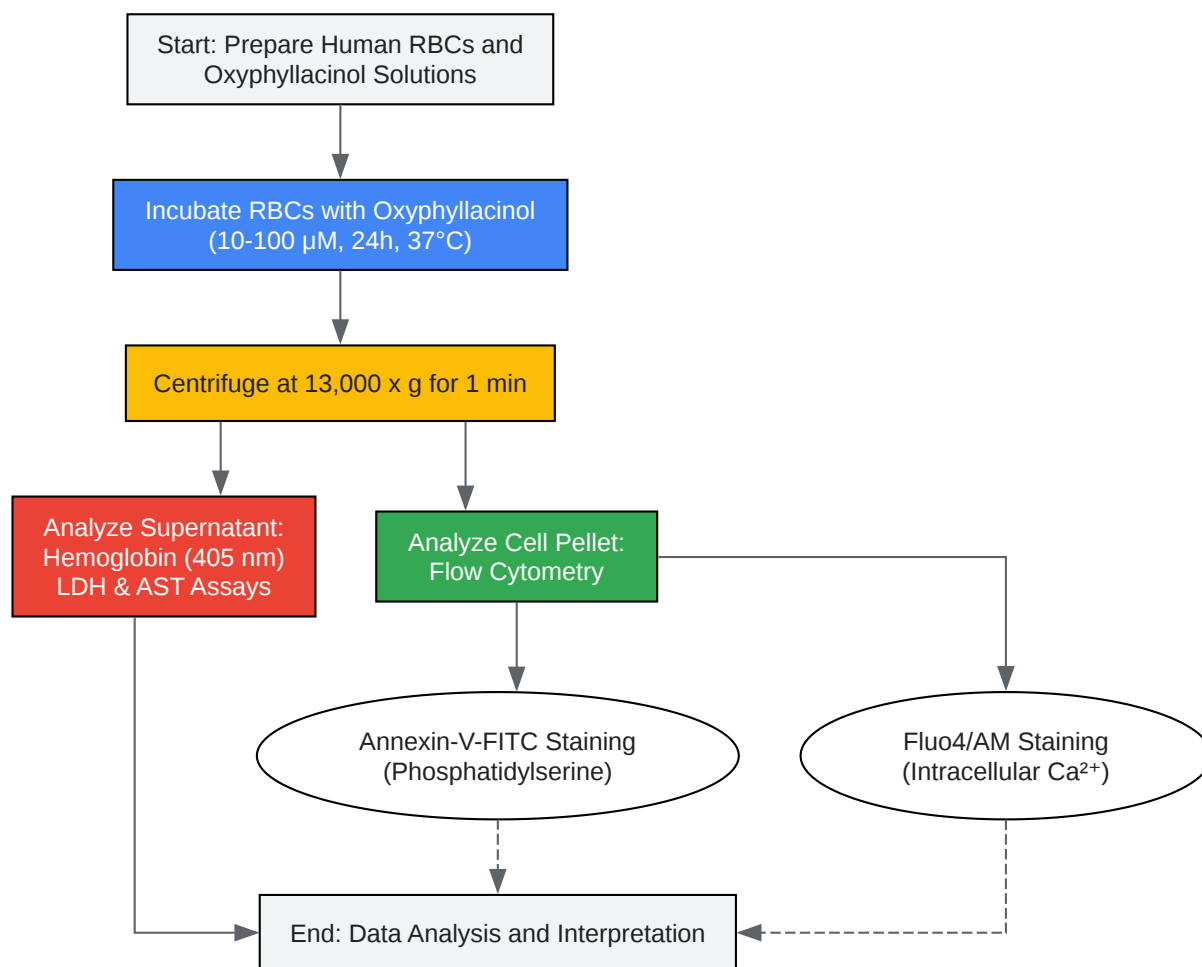 Start: Prepare Human RBCs and
Oxyphyllacinol Solutions
Incubate RBCs with Oxyphyllacinol
(10-100 μM, 24h, 37°C)
Centrifuge at 13,000 x g for 1 min
Analyze Supernatant:
Hemoglobin (405 nm)
LDH & AST Assays
Analyze Cell Pellet:
Flow Cytometry
Annexin-V-FITC Staining
(Phosphatidylserine)
Fluo4/AM Staining
(Intracellular Ca²⁺)
End: Data Analysis and Interpretation